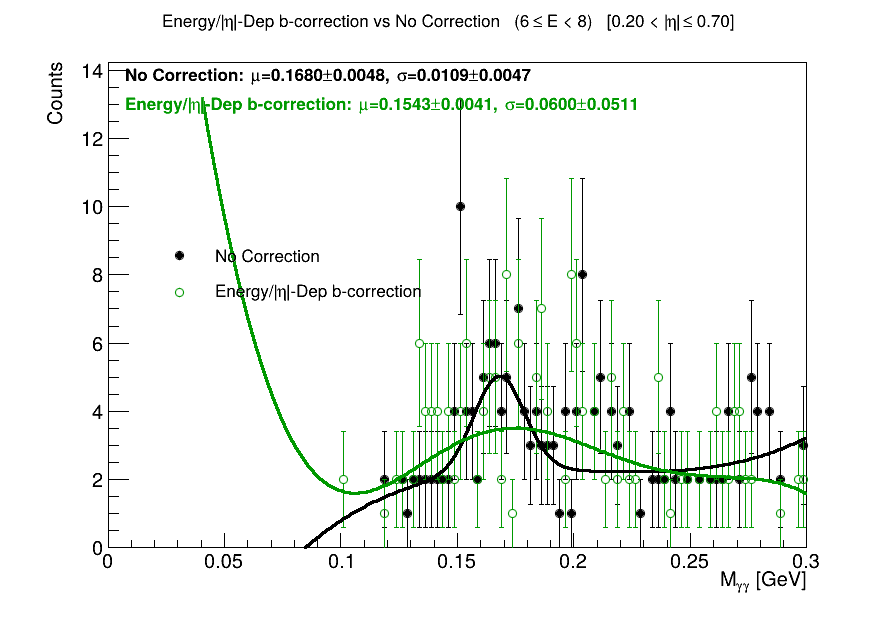 Energy/|η|-Dep b-correction vs No Correction (6 ≤ E < 8) [0.20 < |η| ≤ 0.70]
Counts
No Correction: μ=0.1680±0.0048, σ=0.0109±0.0047
Energy/|η|-Dep b-correction: μ=0.1543±0.0041, σ=0.0600±0.0511
No Correction
Energy/|η|-Dep b-correction
14
12
10
8
6
4
2
0
0 0.05 0.1 0.15 0.2 0.25 0.3
Mγγ [GeV]